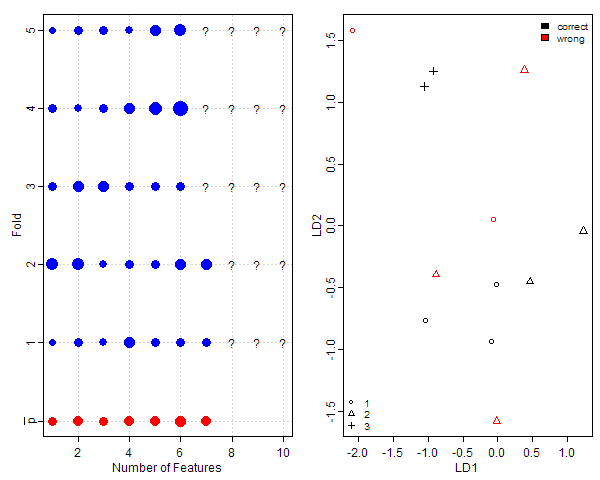 5 ? ? ? ?
4 ? ? ? ?
3 ? ? ? ?
2 ? ? ?
1 ? ? ?
p̅
Fold
2 4 6 8 10
Number of Features
correct
wrong
1.5
1.0
0.5
0.0
-0.5
-1.0
-1.5
LD2
1
2
3
-2.0 -1.5 -1.0 -0.5 0.0 0.5 1.0
LD1